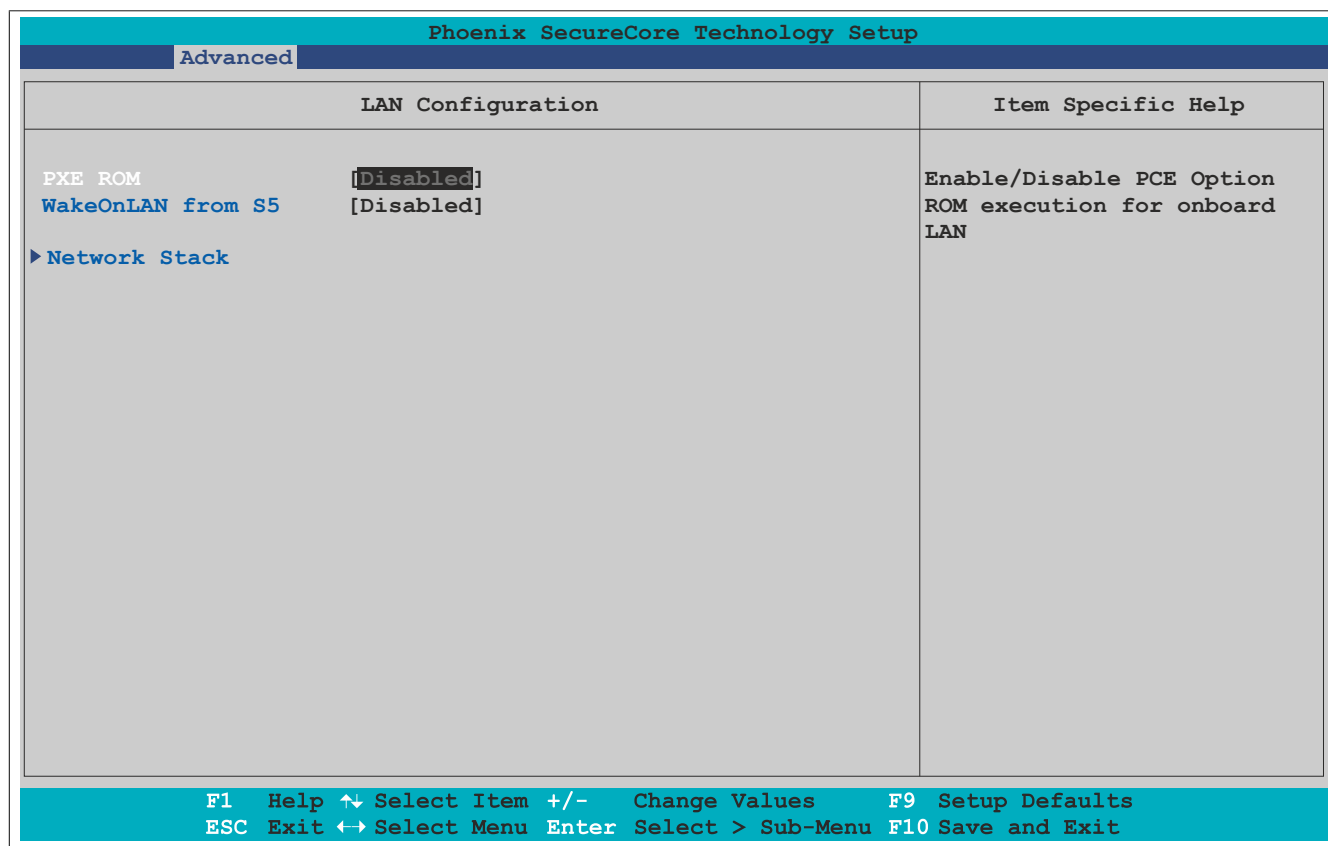 Phoenix SecureCore Technology Setup
Advanced
LAN Configuration
Item Specific Help
PXE ROM [Disabled]
WakeOnLAN from S5 [Disabled]
Network Stack
Enable/Disable PCE Option
ROM execution for onboard
LAN
F1 Help ↑↓ Select Item +/- Change Values F9 Setup Defaults
ESC Exit ←→ Select Menu Enter Select > Sub-Menu F10 Save and Exit